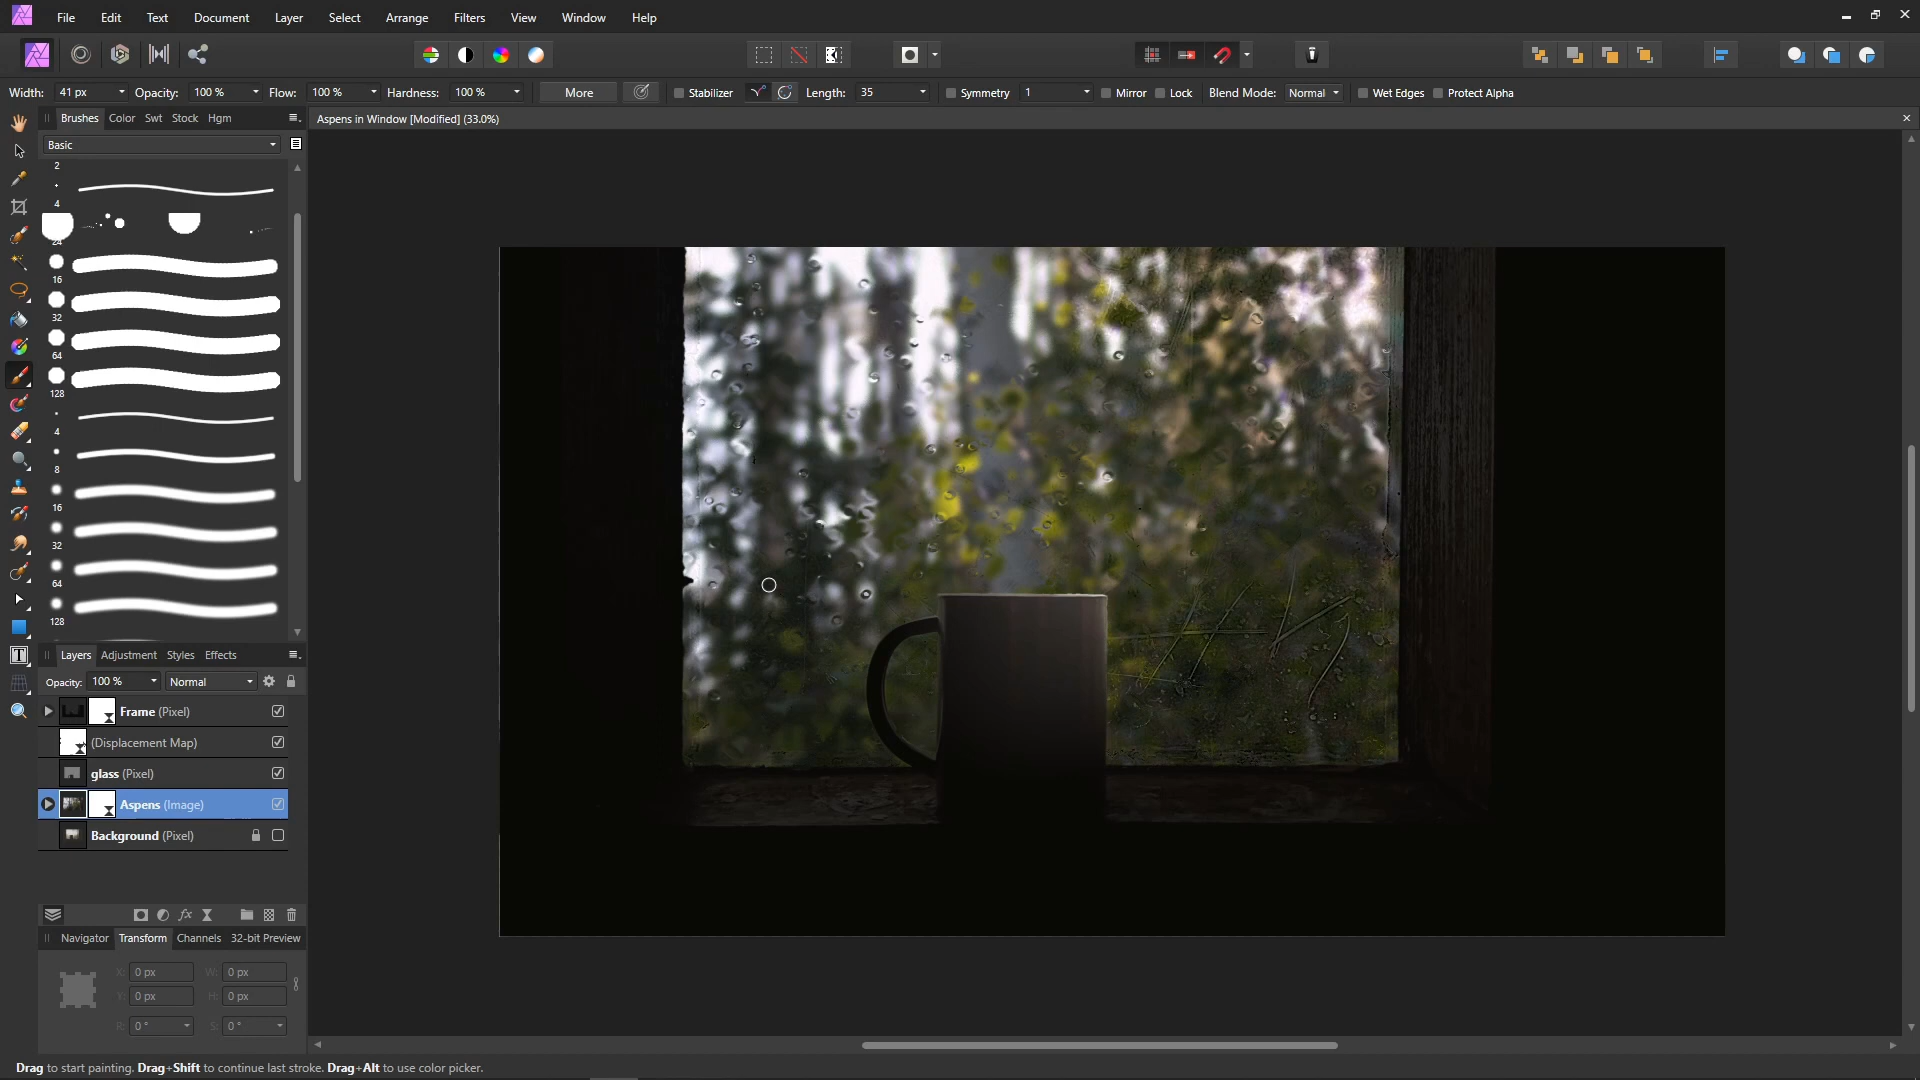 File Edit Text Document Layer Select Arrange Filters View Window Help
Width: 41 px Opacity: 100 % Flow: 100 % Hardness: 100 % More Stabilizer Length: 35 Symmetry 1 Mirror Lock Blend Mode: Normal Wet Edges Protect Alpha
Brushes Color Swt Stock Hgm
Aspens in Window [Modified] (33.0%)
Basic
2
4
24
16
32
64
128
4
8
16
32
64
128
Layers Adjustment Styles Effects
Opacity: 100 % Normal
Frame (Pixel)
(Displacement Map)
glass (Pixel)
Aspens (Image)
Background (Pixel)
Navigator Transform Channels 32-bit Preview
X: 0 px W: 0 px
Y: 0 px H: 0 px
R: 0 ° S: 0 °
Drag to start painting. Drag+Shift to continue last stroke. Drag+Alt to use color picker.